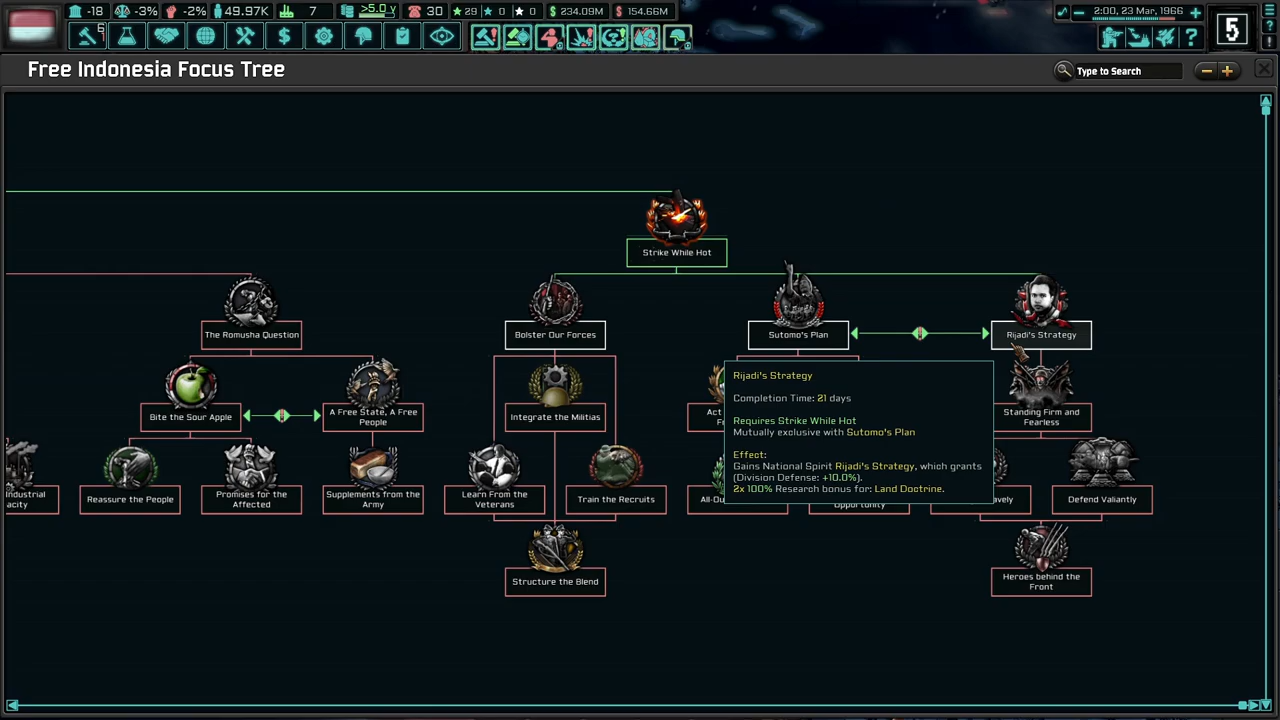 -18
-3%
-2%
49.97K
7
>5.0 y
30
29
0
0
$ 234.09M
$ 154.66M
2:00, 23 Mar, 1966
5
6
Free Indonesia Focus Tree
Type to Search
Strike While Hot
The Romusha Question
Bolster Our Forces
Sutomo's Plan
Rijadi's Strategy
Bite the Sour Apple
A Free State, A Free
People
Integrate the Militias
Act
Standing Firm and
Fearless
Rijadi's Strategy
Completion Time: 21 days
Requires Strike While Hot
Mutually exclusive with Sutomo's Plan
Effect:
Gains National Spirit Rijadi's Strategy, which grants
(Division Defense: +10.0%).
2x 100% Research bonus for: Land Doctrine.
Industrial
acity
Reassure the People
Promises for the
Affected
Supplements from the
Army
Learn From the
Veterans
Train the Recruits
Opportunity
Defend Valiantly
Structure the Blend
Heroes behind the
Front